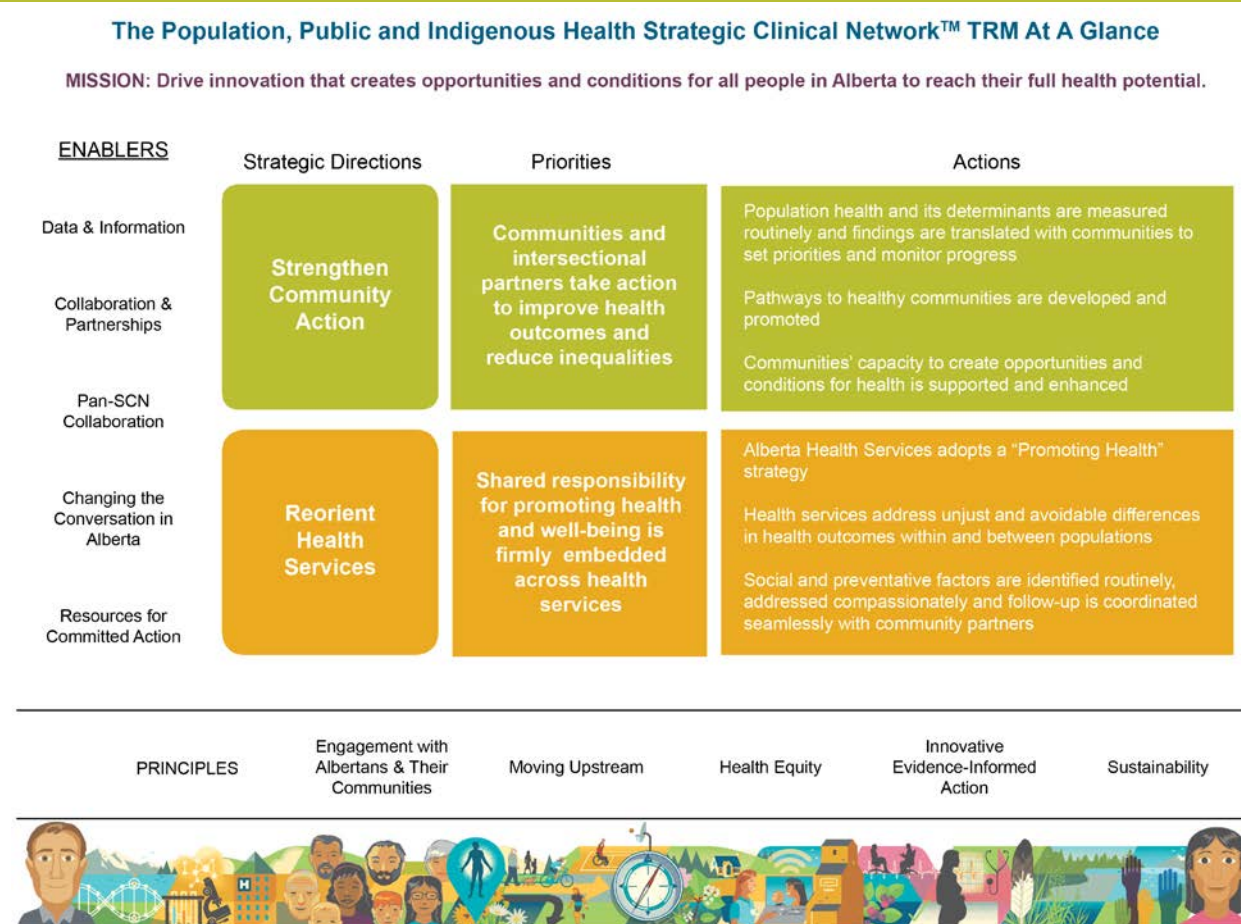 The Population, Public and Indigenous Health Strategic Clinical Network™ TRM At A Glance
MISSION: Drive innovation that creates opportunities and conditions for all people in Alberta to reach their full health potential.
ENABLERS
Data & Information
Collaboration &
Partnerships
Pan-SCN
Collaboration
Changing the
Conversation in
Alberta
Resources for
Committed Action
Strategic Directions
Priorities
Actions
Strengthen
Community
Action
Communities and
intersectional
partners take action
to improve health
outcomes and
reduce inequalities
Population health and its determinants are measured
routinely and findings are translated with communities to
set priorities and monitor progress
Pathways to healthy communities are developed and
promoted
Communities' capacity to create opportunities and
conditions for health is supported and enhanced
Reorient
Health
Services
Shared responsibility
for promoting health
and well-being is
firmly embedded
across health
services
Alberta Health Services adopts a “Promoting Health”
strategy
Health services address unjust and avoidable differences
in health outcomes within and between populations
Social and preventative factors are identified routinely,
addressed compassionately and follow-up is coordinated
seamlessly with community partners
PRINCIPLES
Engagement with
Albertans & Their
Communities
Moving Upstream
Health Equity
Innovative
Evidence-Informed
Action
Sustainability
H